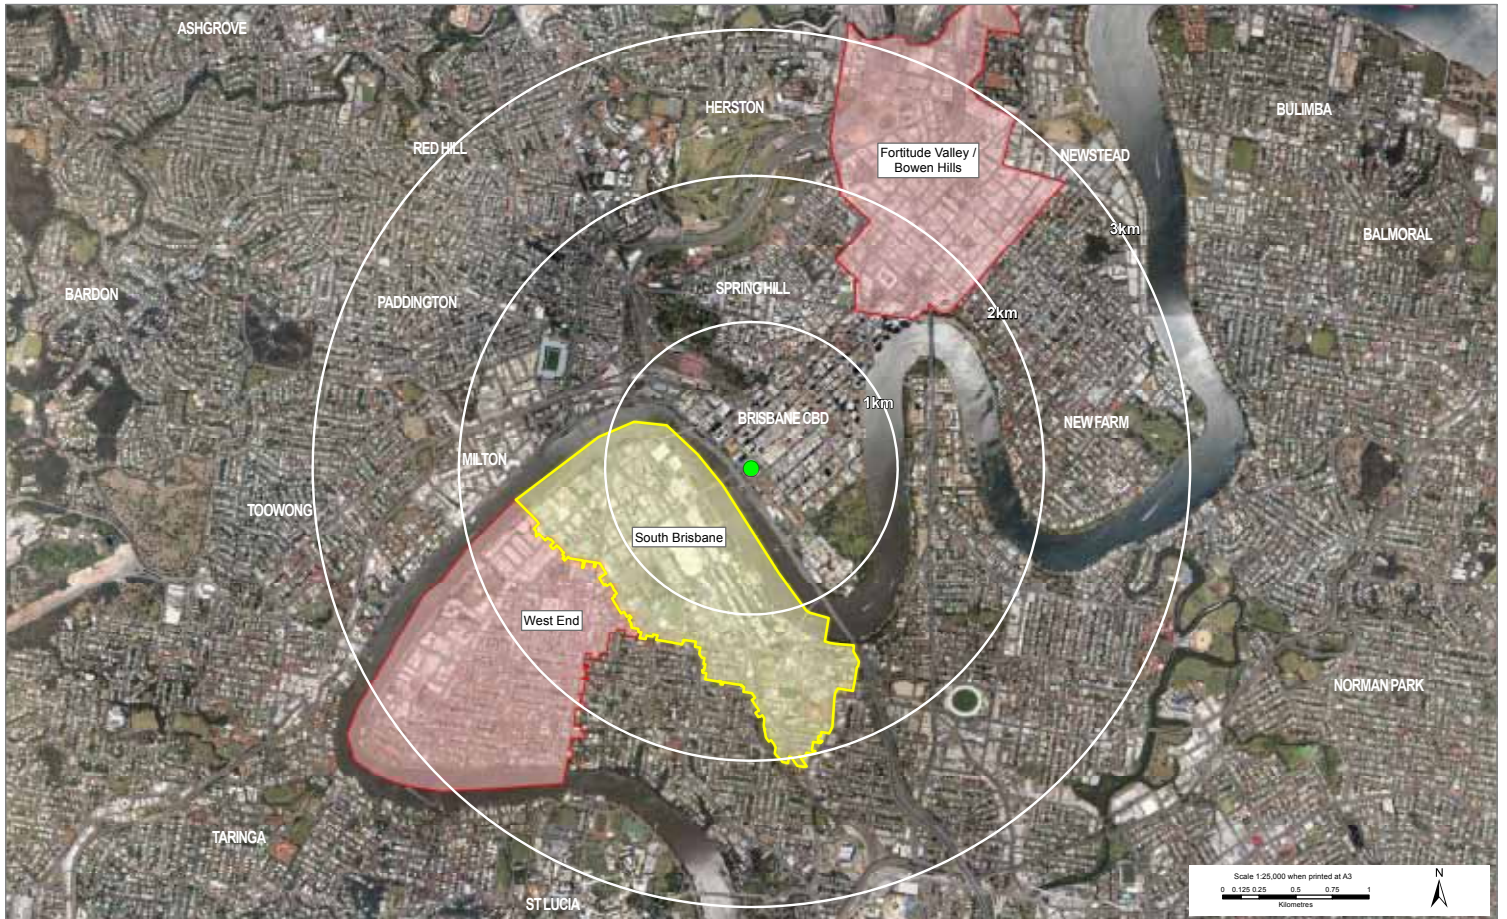 ASHGROVE
HERSTON
BULIMBA
RED HILL
Fortitude Valley /
Bowen Hills
NEWSTEAD
3km
BALMORAL
BARDON
PADDINGTON
SPRING HILL
2km
1km
BRISBANE CBD
NEW FARM
MILTON
TOOWONG
South Brisbane
West End
NORMAN PARK
TARINGA
ST LUCIA
Scale 1:25,000 when printed at A3
0 0.125 0.25 0.5 0.75 1
Kilometres
N